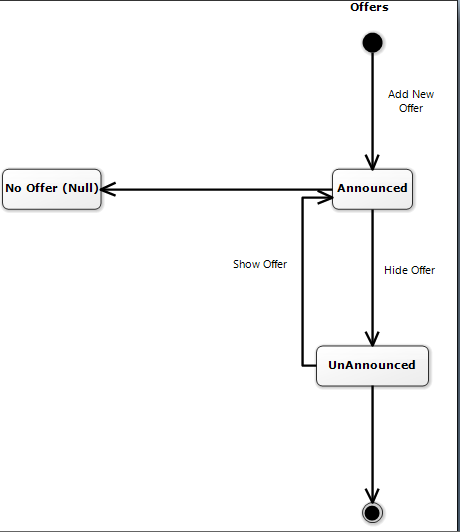 Offers
Add New
Offer
No Offer (Null)
Announced
Show Offer
Hide Offer
UnAnnounced